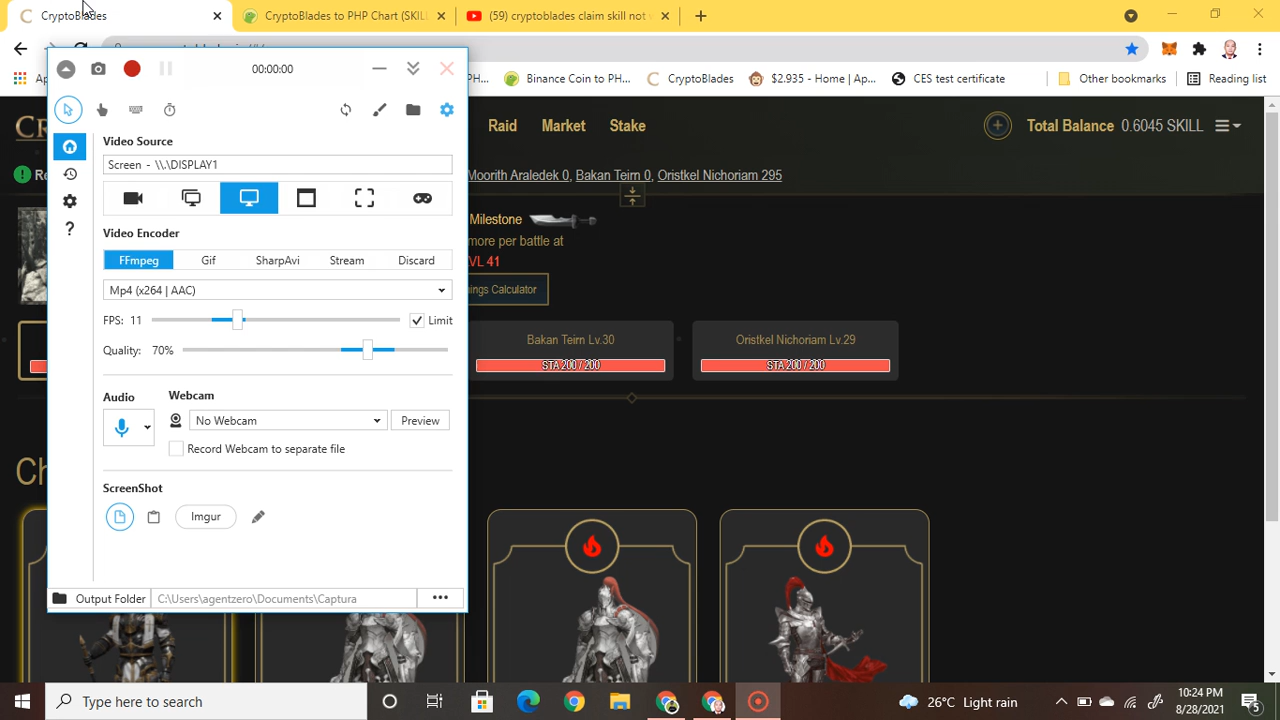 CryptoBlades
CryptoBlades to PHP Chart (SKILL
(59) cryptoblades claim skill not w
PH...
Binance Coin to PH...
CryptoBlades
$2.935 - Home | Ap...
CES test certificate
Other bookmarks
Reading list
00:00:00
Raid
Market
Stake
Total Balance 0.6045 SKILL
Moorith Araledek 0, Bakan Teirn 0, Oristkel Nichoriam 295
Milestone
more per battle at
VL 41
Calculator
Bakan Teirn Lv.30
STA 200 / 200
Oristkel Nichoriam Lv.29
STA 200 / 200
Video Source
Screen - \\.\DISPLAY1
Video Encoder
FFmpeg
Gif
SharpAvi
Stream
Discard
Mp4 (x264 | AAC)
FPS: 11
Limit
Quality: 70%
Audio
Webcam
No Webcam
Preview
Record Webcam to separate file
ScreenShot
Imgur
Output Folder
C:\Users\agentzero\Documents\Captura
Ch
Type here to search
26°C Light rain
10:24 PM
8/28/2021
5